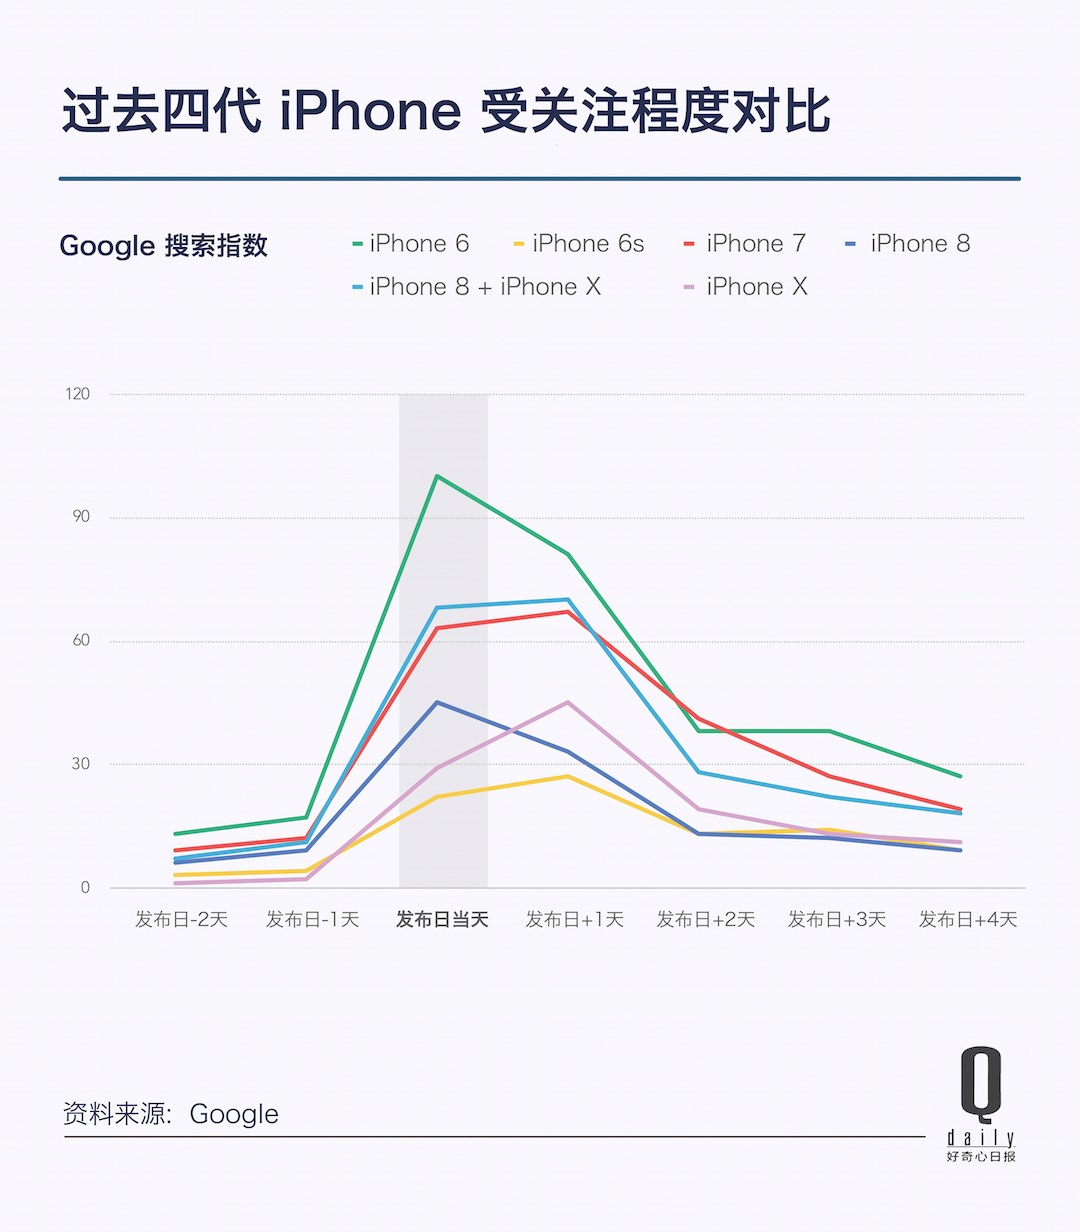 过去四代 iPhone 受关注程度对比
Google 搜索指数
iPhone 6 iPhone 6s iPhone 7 iPhone 8
iPhone 8 + iPhone X iPhone X
120
90
60
30
0
发布日-2天 发布日-1天 发布日当天 发布日+1天 发布日+2天 发布日+3天 发布日+4天
资料来源: Google
Q
daily
好奇心日报